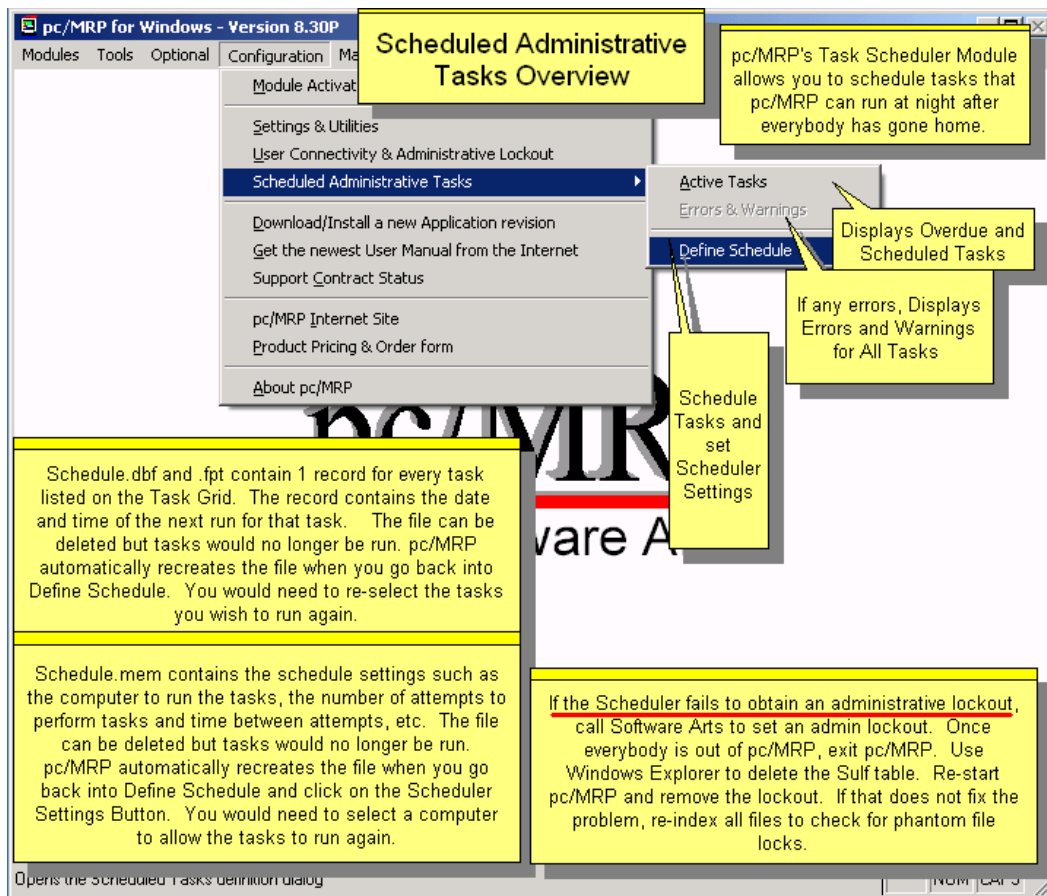 pc/MRP for Windows - Version 8.30P
Modules Tools Optional Configuration Ma
Scheduled Administrative
Tasks Overview
pc/MRP's Task Scheduler Module
allows you to schedule tasks that
pc/MRP can run at night after
everybody has gone home.
Module Activat
Settings & Utilities
User Connectivity & Administrative Lockout
Scheduled Administrative Tasks
Download/Install a new Application revision
Get the newest User Manual from the Internet
Support Contract Status
pc/MRP Internet Site
Product Pricing & Order form
About pc/MRP
Active Tasks
Errors & Warnings
Define Schedule
Displays Overdue and
Scheduled Tasks
If any errors, Displays
Errors and Warnings
for All Tasks
Schedule
Tasks and
set
Scheduler
Settings
pc/MR
ware A
Schedule.dbf and .fpt contain 1 record for every task
listed on the Task Grid. The record contains the date
and time of the next run for that task. The file can be
deleted but tasks would no longer be run. pc/MRP
automatically recreates the file when you go back into
Define Schedule. You would need to re-select the tasks
you wish to run again.
Schedule.mem contains the schedule settings such as
the computer to run the tasks, the number of attempts to
perform tasks and time between attempts, etc. The file
can be deleted but tasks would no longer be run.
pc/MRP automatically recreates the file when you go
back into Define Schedule and click on the Scheduler
Settings Button. You would need to select a computer
to allow the tasks to run again.
If the Scheduler fails to obtain an administrative lockout,
call Software Arts to set an admin lockout. Once
everybody is out of pc/MRP, exit pc/MRP. Use
Windows Explorer to delete the Sulf table. Re-start
pc/MRP and remove the lockout. If that does not fix the
problem, re-index all files to check for phantom file
locks.
Opens the Scheduled Tasks definition dialog
NUM CAPS